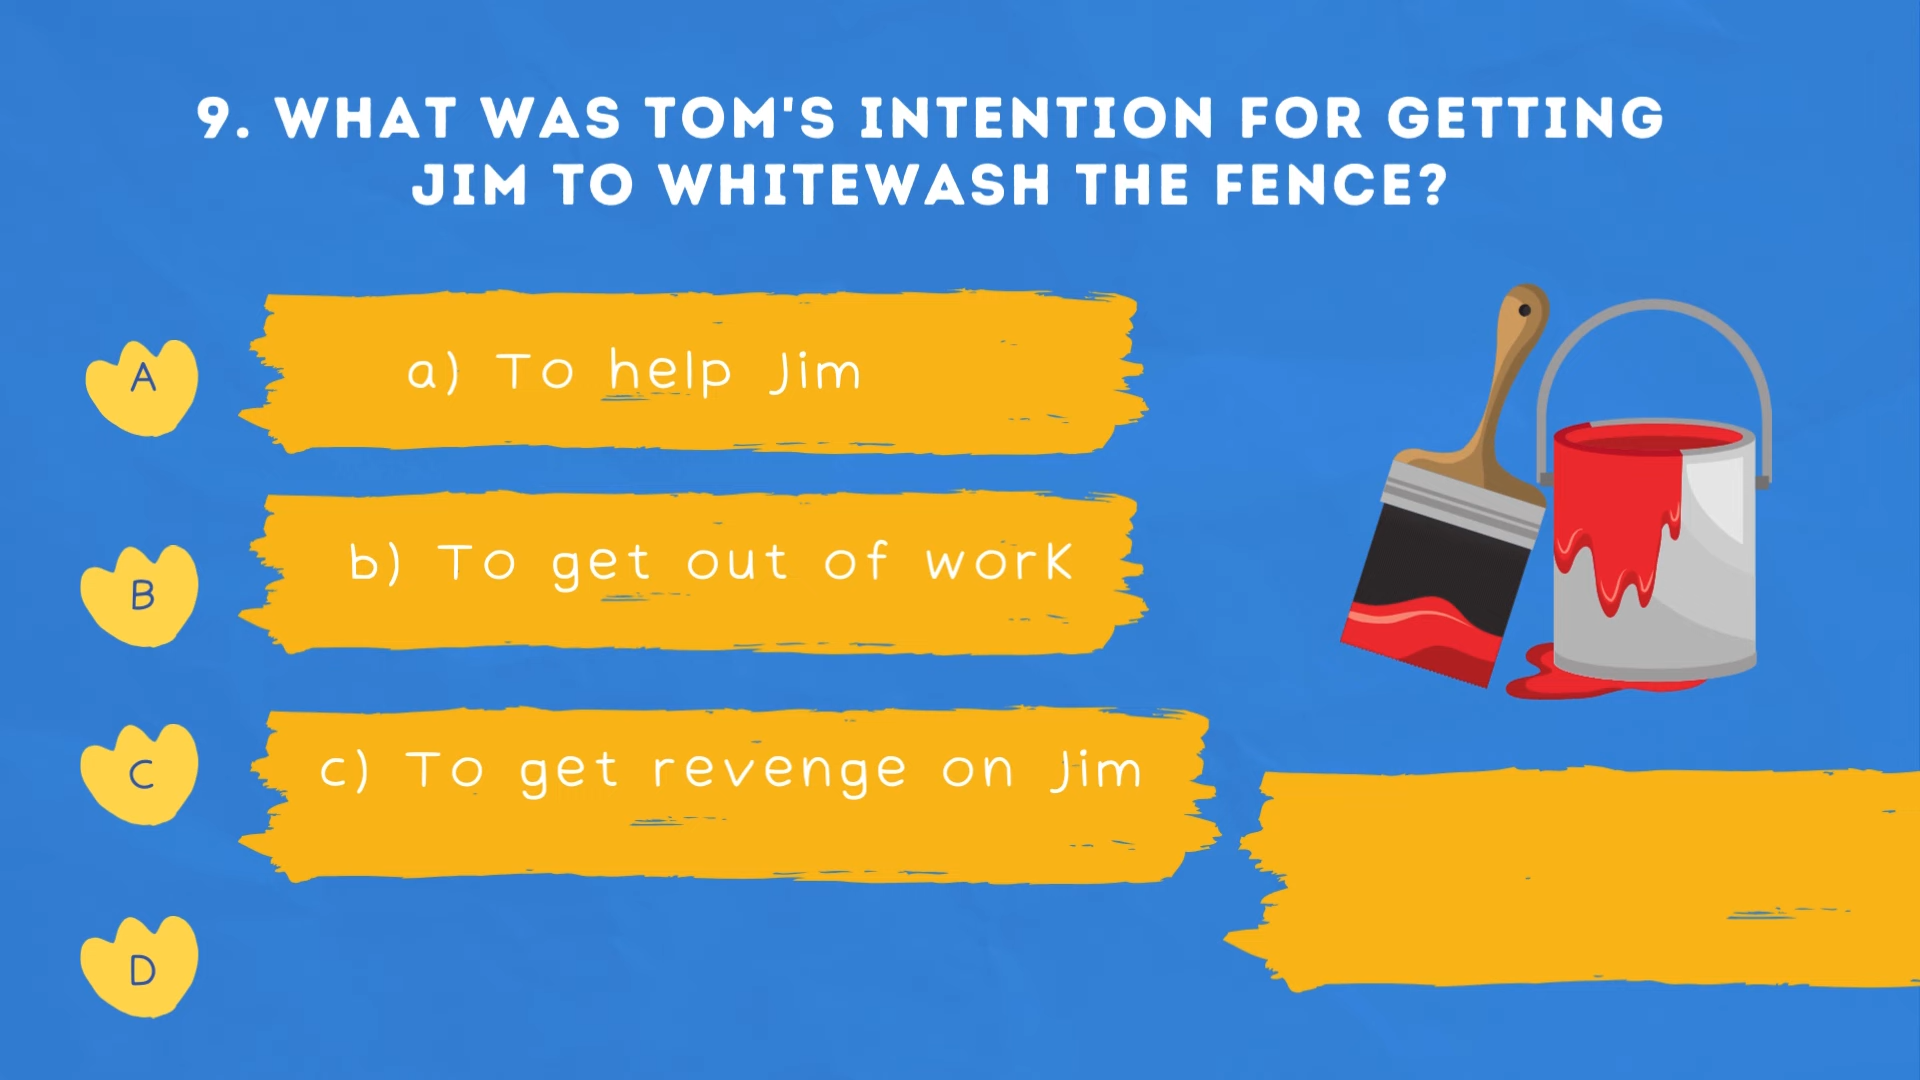 9. WHAT WAS TOM'S INTENTION FOR GETTING
JIM TO WHITEWASH THE FENCE?
A
a) To help Jim
B
b) To get out of work
C
c) To get revenge on Jim
D